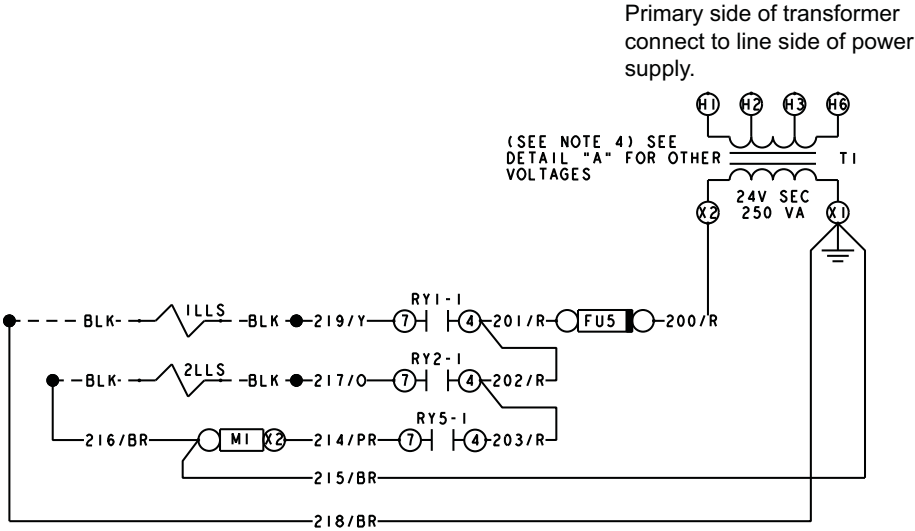 Primary side of transformer
connect to line side of power
supply.
H1 H2 H3 H6
(SEE NOTE 4) SEE
DETAIL "A" FOR OTHER
VOLTAGES
T1
24V SEC
250 VA
X2 X1
RY1-1
1LLS
BLK BLK 219/Y 7 4 201/R FU5 200/R
RY2-1
2LLS
BLK BLK 217/O 7 4 202/R
RY5-1
216/BR M1 X2 214/PR 7 4 203/R
215/BR
218/BR